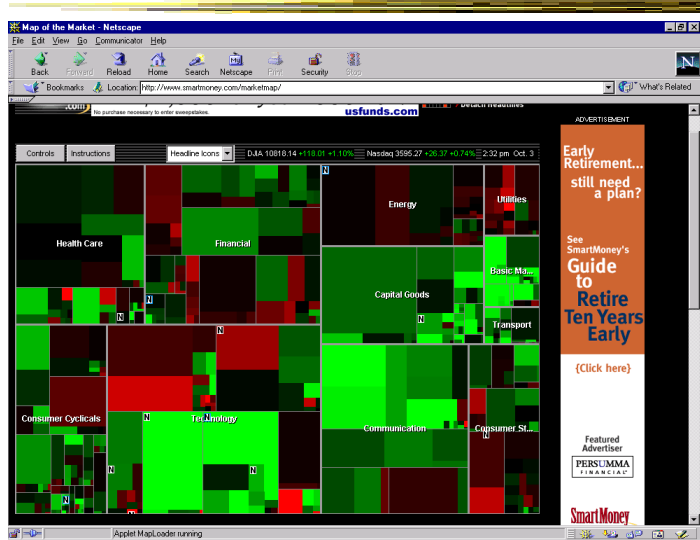 Map of the Market - Netscape
File Edit View Go Communicator Help
Back Forward Reload Home Search Netscape Print Security Stop
N
Bookmarks Location: http://www.smartmoney.com/marketmap/ What's Related
.com
No purchase necessary to enter sweepstakes.
usfunds.com
Detach Headlines
ADVERTISEMENT
Controls Instructions Headline Icons DJIA 10818.14 +118.01 +1.10% Nasdaq 3595.27 +26.37 +0.74% 2:32 pm Oct. 3
Health Care
Financial
Energy
Utilities
Capital Goods
Basic Ma...
Transport
Consumer Cyclicals
Technology
Communication
Consumer St...
N
N
N
N
N
N
N
N
N
N
Early
Retirement...
still need
a plan?
See
SmartMoney's
Guide
to
Retire
Ten Years
Early
{Click here}
Featured
Advertiser
PERSUMMA
FINANCIAL
SmartMoney
Applet MapLoader running